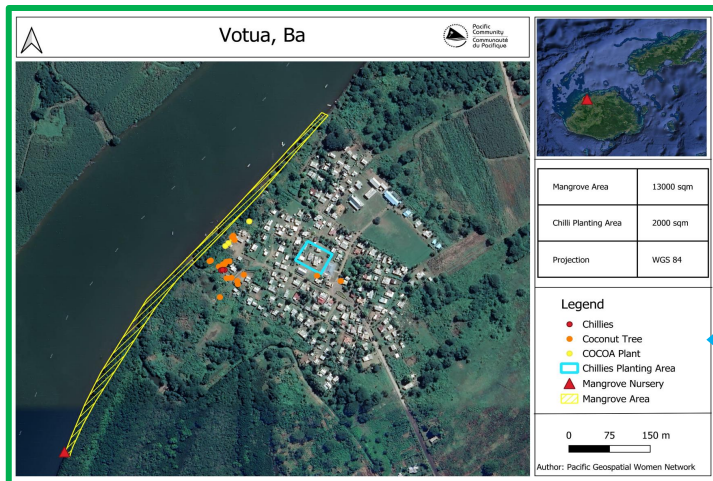 Votua, Ba
Pacific
Community
Communauté
du Pacifique
Mangrove Area 13000 sqm
Chilli Planting Area 2000 sqm
Projection WGS 84
Legend
Chillies
Coconut Tree
COCOA Plant
Chillies Planting Area
Mangrove Nursery
Mangrove Area
0 75 150 m
Author: Pacific Geospatial Women Network